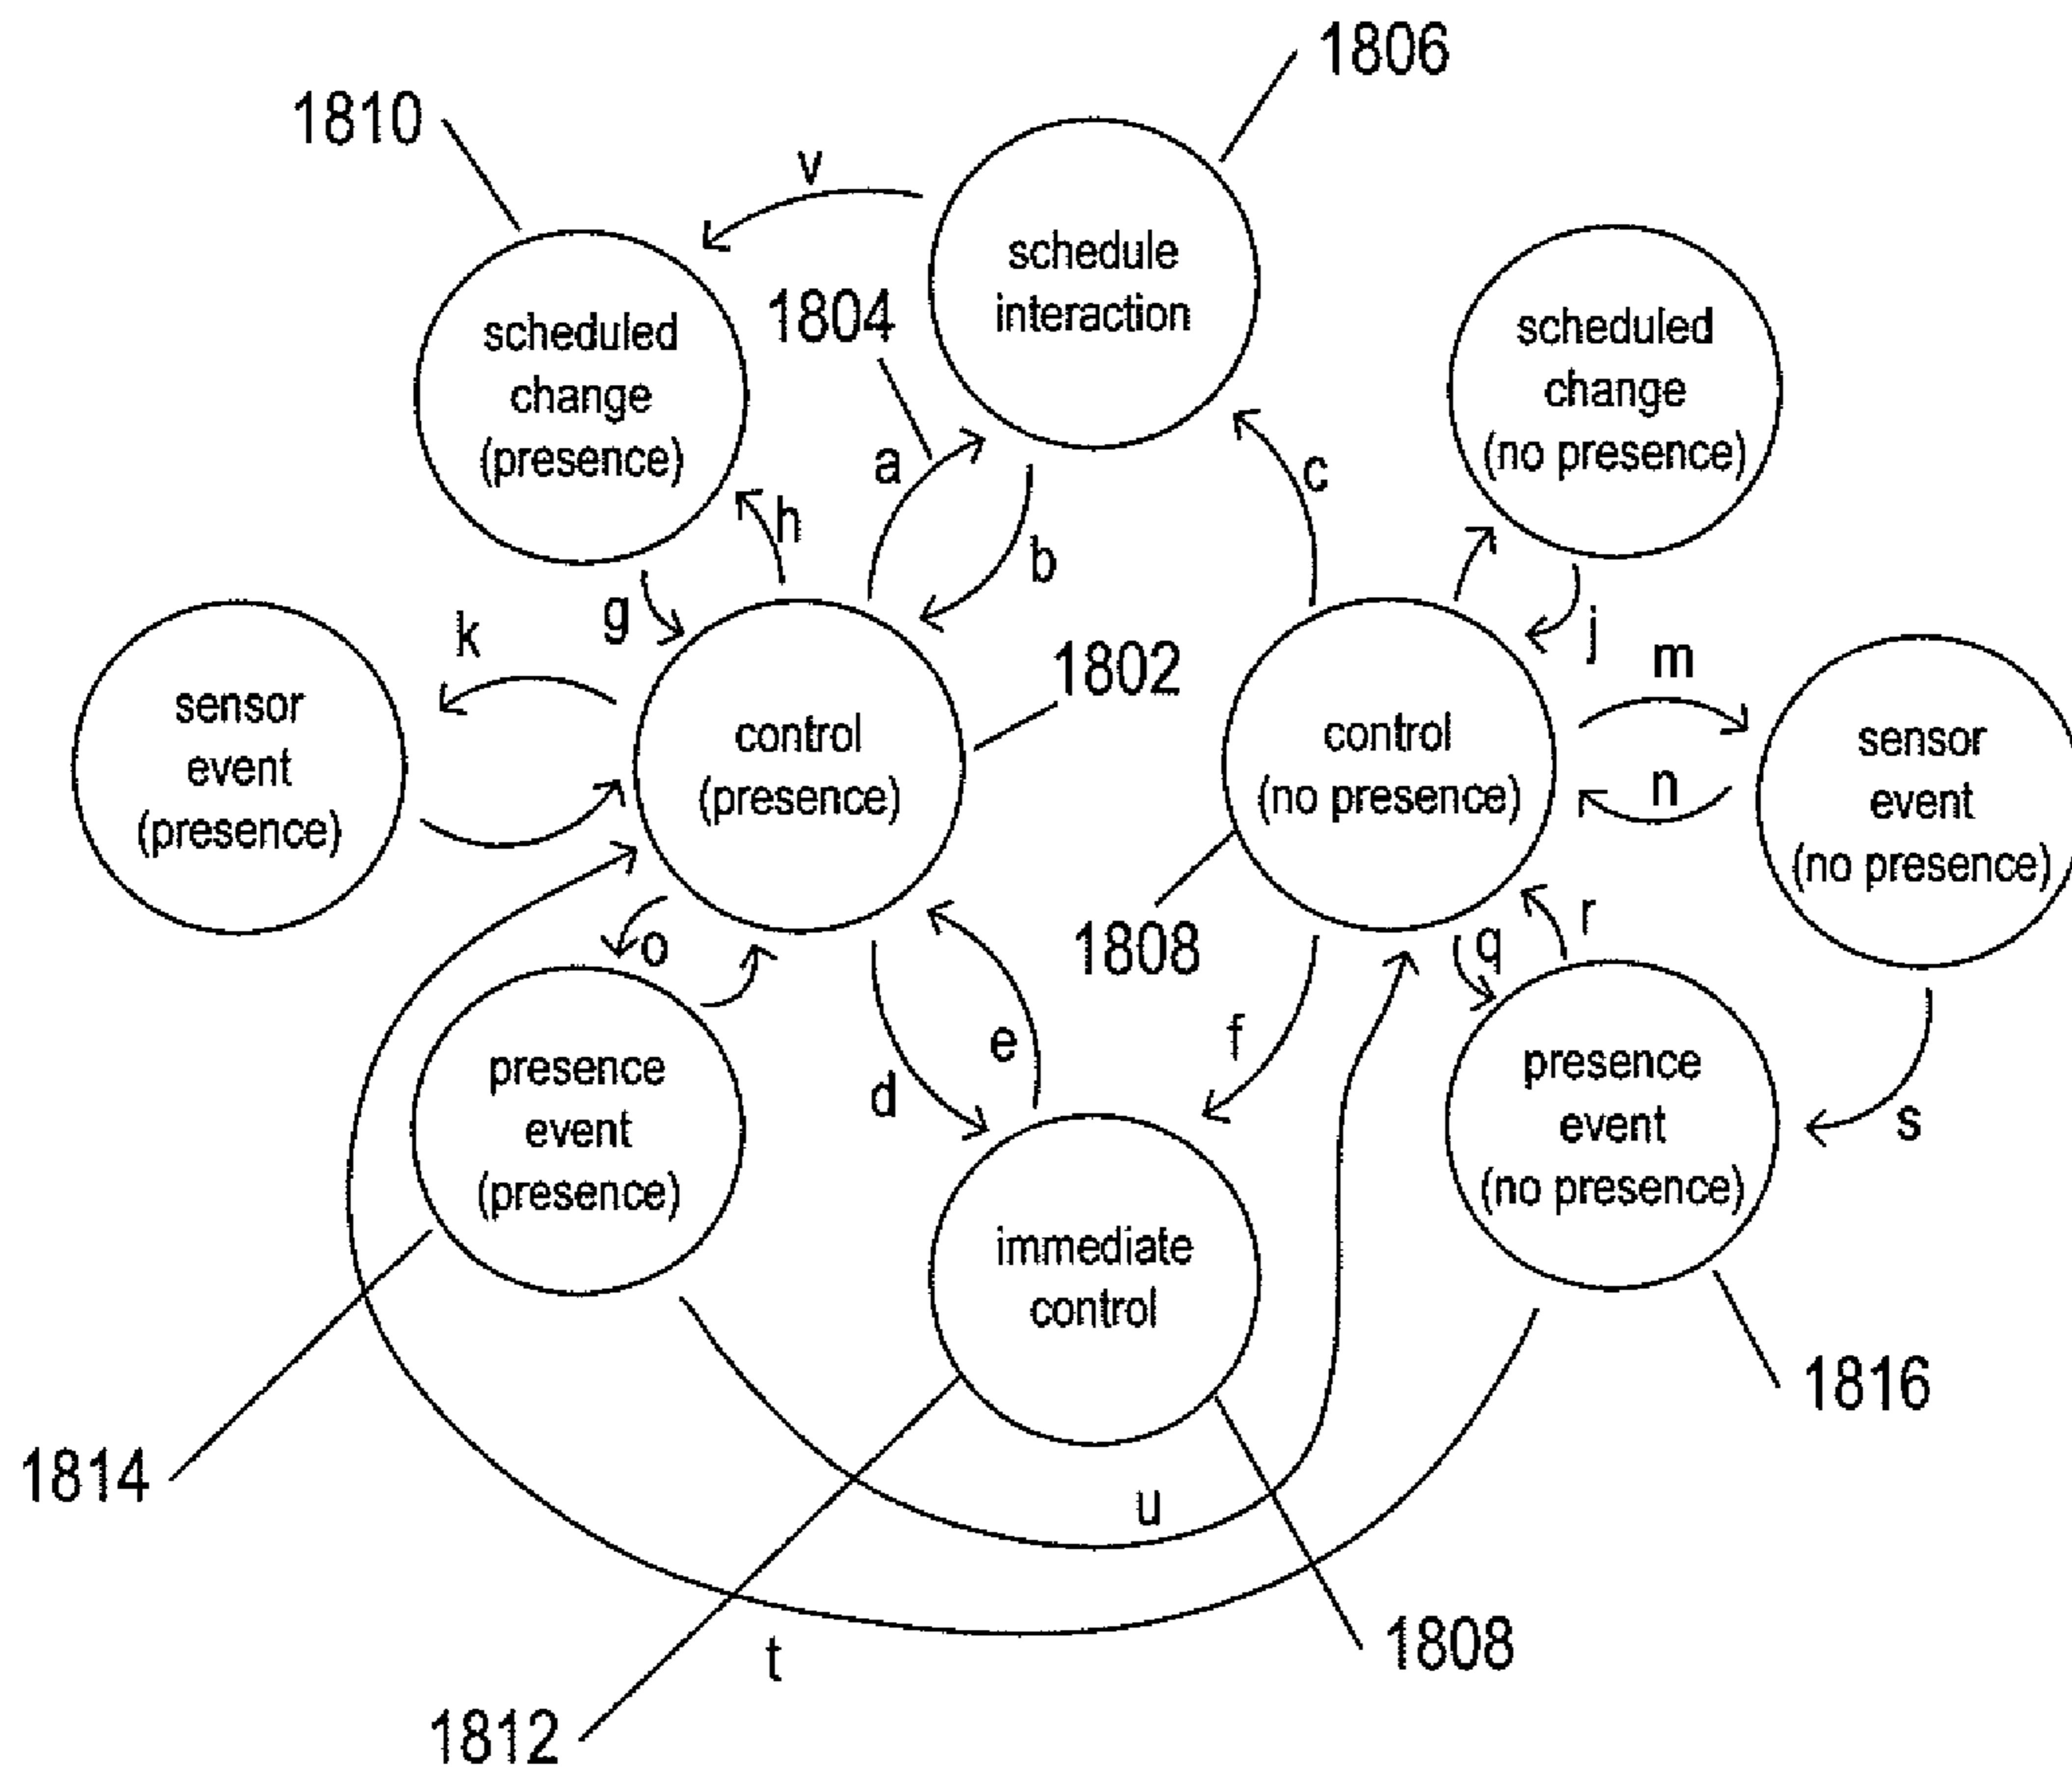 1806
1810
v
schedule
interaction
1804
scheduled
change
(presence)
scheduled
change
(no presence)
a
c
h
b
g
j
k
1802
m
sensor
event
(presence)
control
(presence)
control
(no presence)
n
sensor
event
(no presence)
1808
o
q
r
e
f
d
s
presence
event
(presence)
presence
event
(no presence)
immediate
control
1816
1814
u
t
1808
1812